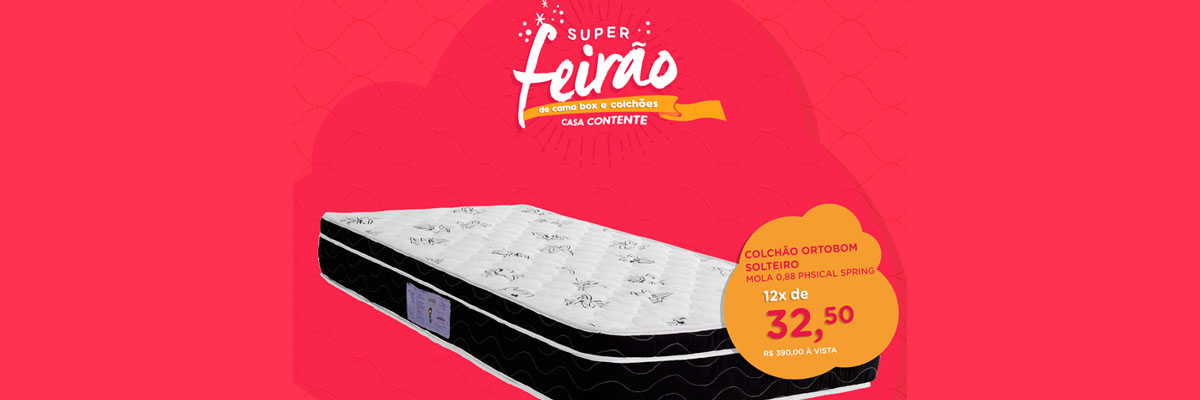 SUPER
feirão
de cama box e colchões
CASA CONTENTE
COLCHÃO ORTOBOM
SOLTEIRO
MOLA 0,88 PHSICAL SPRING
12x de
32,50
R$ 390,00 À VISTA